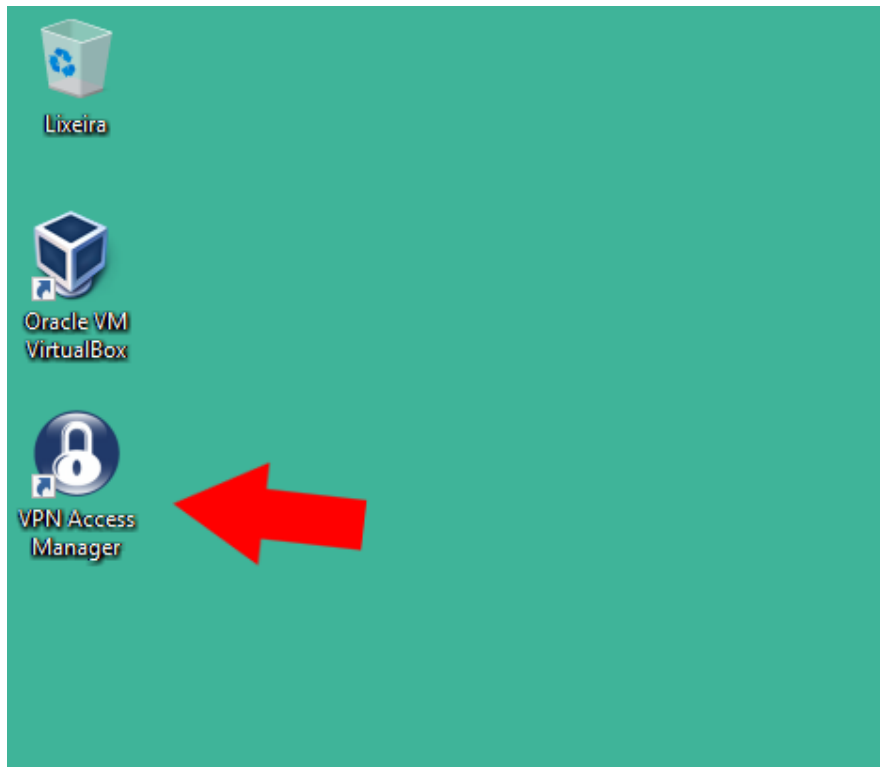 Lixeira
Oracle VM
VirtualBox
VPN Access
Manager